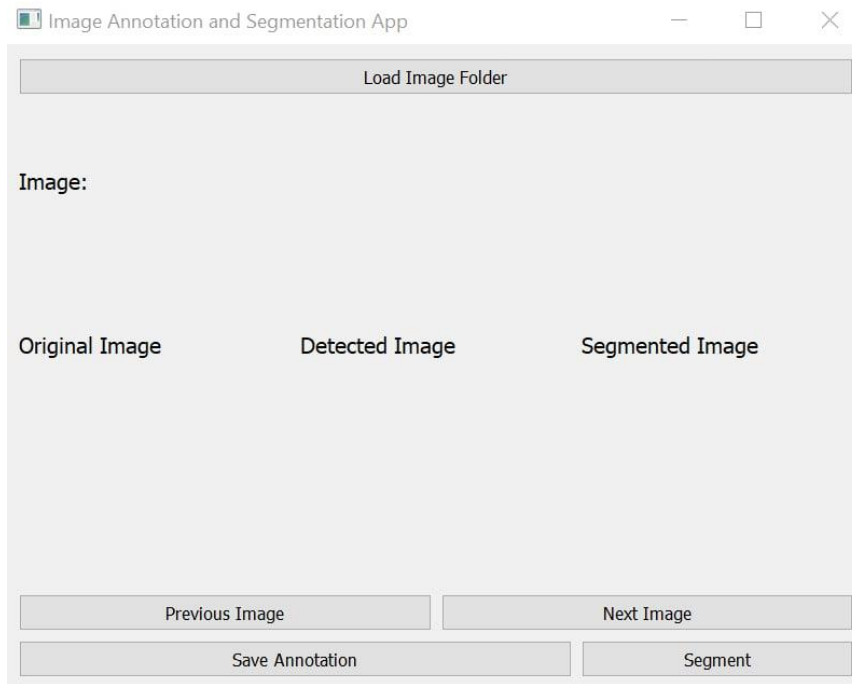 Image Annotation and Segmentation App
Load Image Folder
Image:
Original Image Detected Image Segmented Image
Previous Image Next Image
Save Annotation Segment